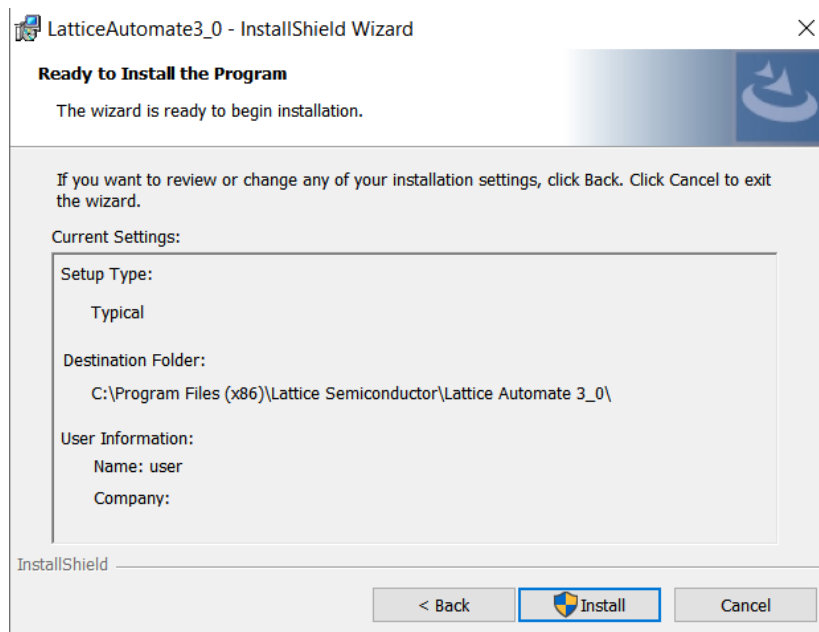 LatticeAutomate3_0 - InstallShield Wizard
Ready to Install the Program
The wizard is ready to begin installation.
If you want to review or change any of your installation settings, click Back. Click Cancel to exit
the wizard.
Current Settings:
Setup Type:
Typical
Destination Folder:
C:\Program Files (x86)\Lattice Semiconductor\Lattice Automate 3_0\
User Information:
Name: user
Company:
InstallShield
< Back
Install
Cancel